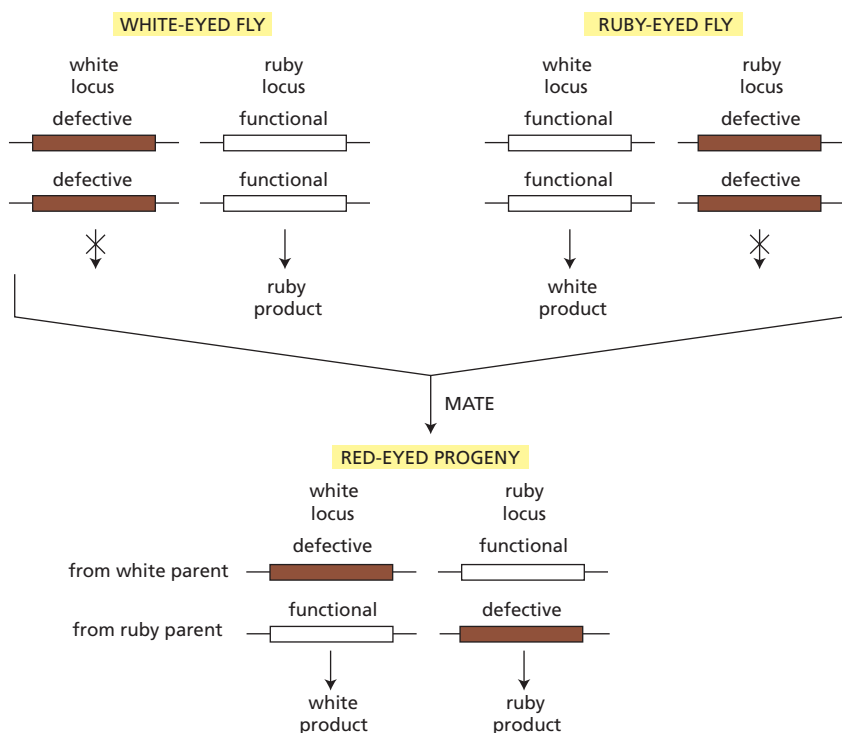 WHITE-EYED FLY
RUBY-EYED FLY
white
locus
ruby
locus
white
locus
ruby
locus
defective
functional
functional
defective
defective
functional
functional
defective
ruby
product
white
product
MATE
RED-EYED PROGENY
white
locus
ruby
locus
defective
functional
from white parent
functional
defective
from ruby parent
white
product
ruby
product